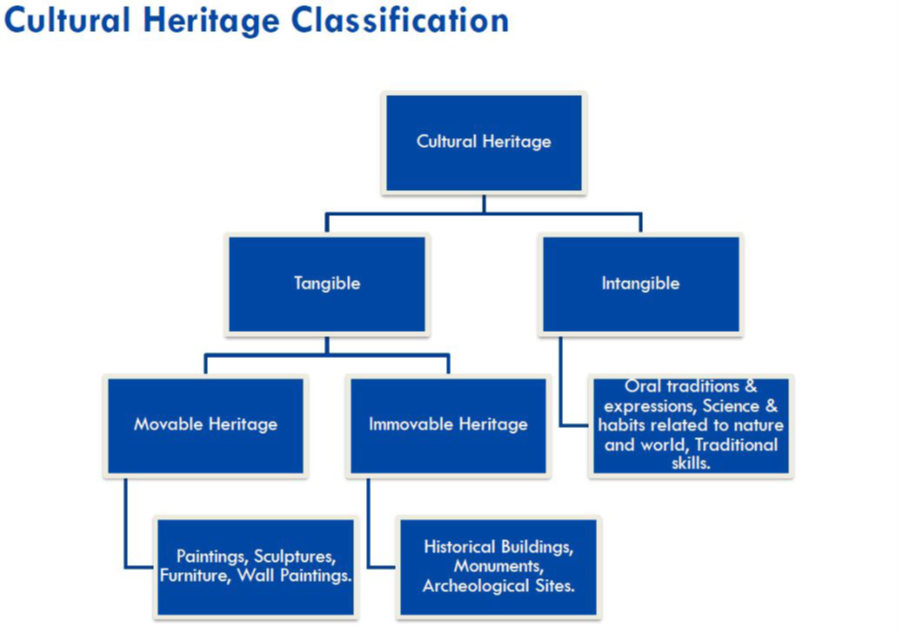 Cultural Heritage Classification
Cultural Heritage
Tangible
Intangible
Movable Heritage
Immovable Heritage
Oral traditions &
expressions, Science &
habits related to nature
and world, Traditional
skills.
Paintings, Sculptures,
Furniture, Wall Paintings.
Historical Buildings,
Monuments,
Archeological Sites.